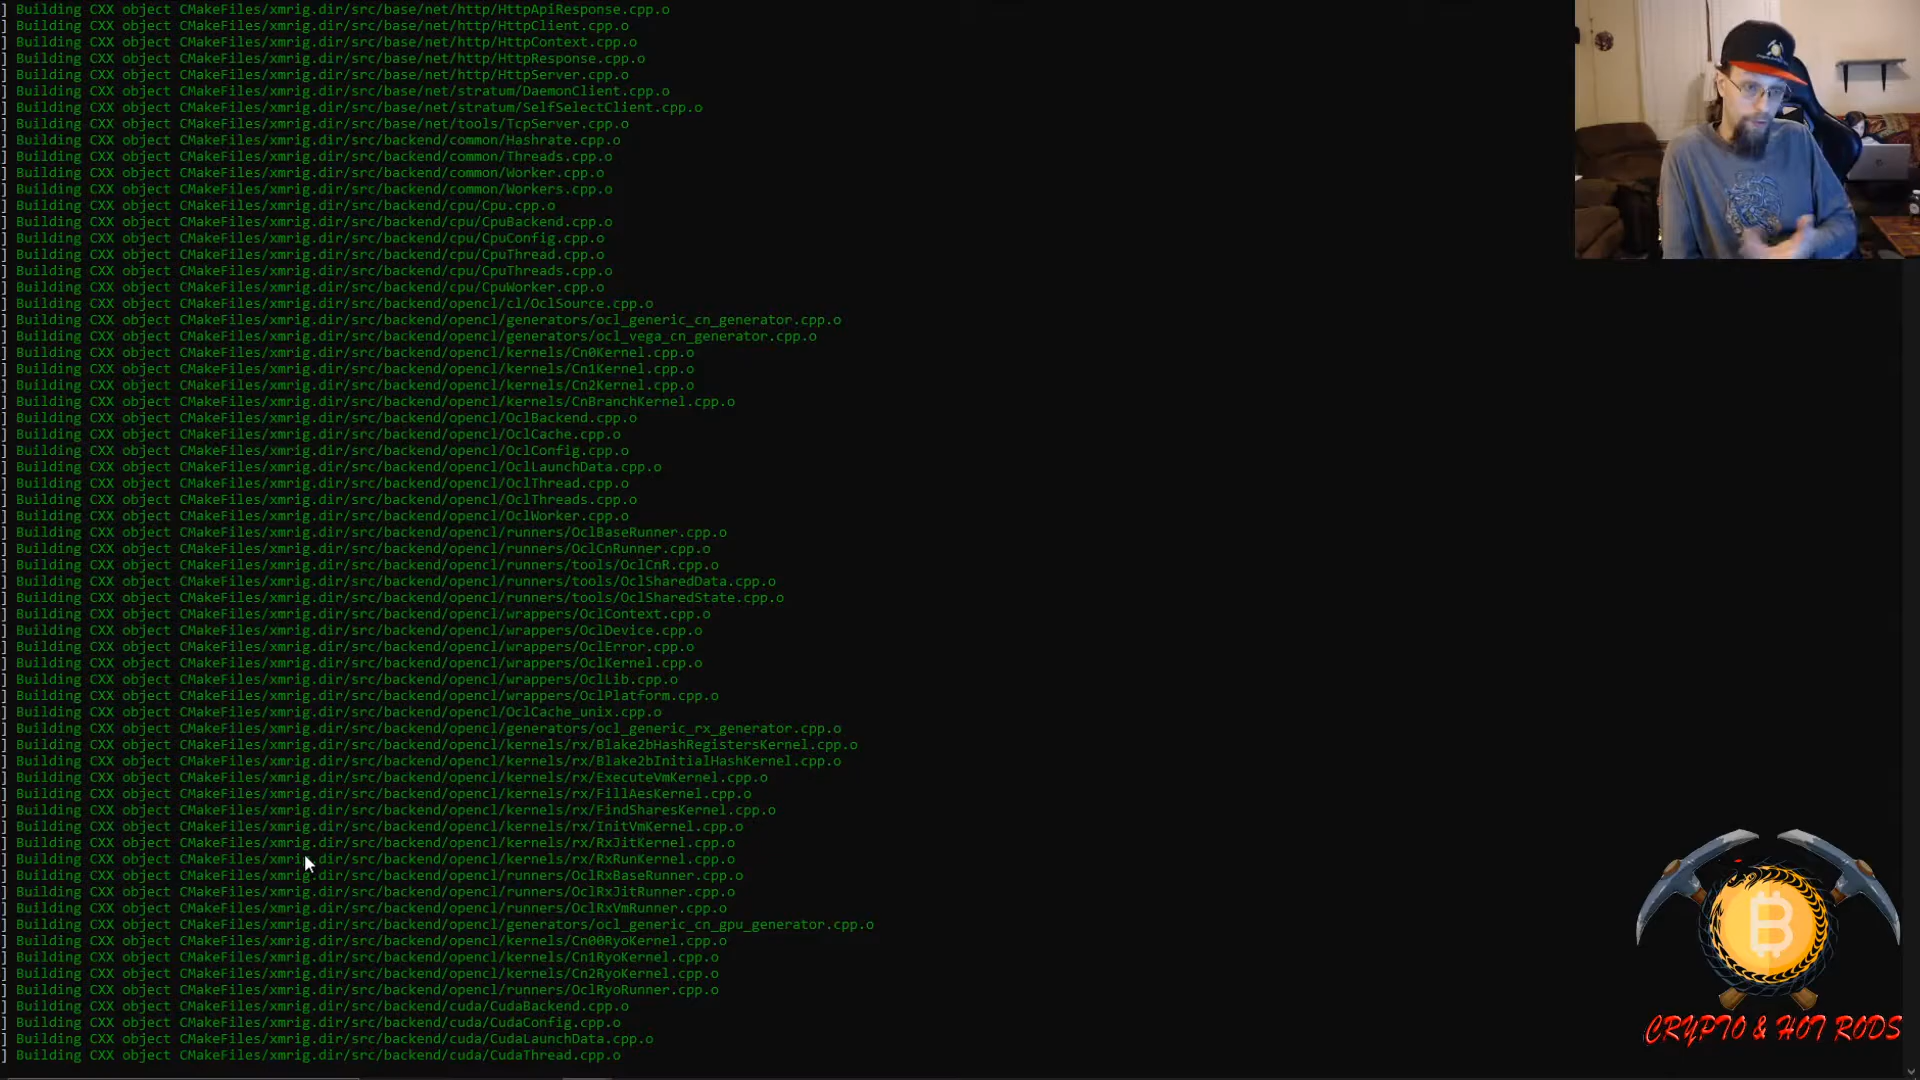 ] Building CXX object CMakeFiles/xmrig.dir/src/base/net/http/HttpApiResponse.cpp.o
] Building CXX object CMakeFiles/xmrig.dir/src/base/net/http/HttpClient.cpp.o
] Building CXX object CMakeFiles/xmrig.dir/src/base/net/http/HttpContext.cpp.o
] Building CXX object CMakeFiles/xmrig.dir/src/base/net/http/HttpResponse.cpp.o
] Building CXX object CMakeFiles/xmrig.dir/src/base/net/http/HttpServer.cpp.o
] Building CXX object CMakeFiles/xmrig.dir/src/base/net/stratum/DaemonClient.cpp.o
] Building CXX object CMakeFiles/xmrig.dir/src/base/net/stratum/SelfSelectClient.cpp.o
] Building CXX object CMakeFiles/xmrig.dir/src/base/net/tools/TcpServer.cpp.o
] Building CXX object CMakeFiles/xmrig.dir/src/backend/common/Hashrate.cpp.o
] Building CXX object CMakeFiles/xmrig.dir/src/backend/common/Threads.cpp.o
] Building CXX object CMakeFiles/xmrig.dir/src/backend/common/Worker.cpp.o
] Building CXX object CMakeFiles/xmrig.dir/src/backend/common/Workers.cpp.o
] Building CXX object CMakeFiles/xmrig.dir/src/backend/cpu/Cpu.cpp.o
] Building CXX object CMakeFiles/xmrig.dir/src/backend/cpu/CpuBackend.cpp.o
] Building CXX object CMakeFiles/xmrig.dir/src/backend/cpu/CpuConfig.cpp.o
] Building CXX object CMakeFiles/xmrig.dir/src/backend/cpu/CpuThread.cpp.o
] Building CXX object CMakeFiles/xmrig.dir/src/backend/cpu/CpuThreads.cpp.o
] Building CXX object CMakeFiles/xmrig.dir/src/backend/cpu/CpuWorker.cpp.o
] Building CXX object CMakeFiles/xmrig.dir/src/backend/opencl/cl/OclSource.cpp.o
] Building CXX object CMakeFiles/xmrig.dir/src/backend/opencl/generators/ocl_generic_cn_generator.cpp.o
] Building CXX object CMakeFiles/xmrig.dir/src/backend/opencl/generators/ocl_vega_cn_generator.cpp.o
] Building CXX object CMakeFiles/xmrig.dir/src/backend/opencl/kernels/Cn0Kernel.cpp.o
] Building CXX object CMakeFiles/xmrig.dir/src/backend/opencl/kernels/Cn1Kernel.cpp.o
] Building CXX object CMakeFiles/xmrig.dir/src/backend/opencl/kernels/Cn2Kernel.cpp.o
] Building CXX object CMakeFiles/xmrig.dir/src/backend/opencl/kernels/CnBranchKernel.cpp.o
] Building CXX object CMakeFiles/xmrig.dir/src/backend/opencl/OclBackend.cpp.o
] Building CXX object CMakeFiles/xmrig.dir/src/backend/opencl/OclCache.cpp.o
] Building CXX object CMakeFiles/xmrig.dir/src/backend/opencl/OclConfig.cpp.o
] Building CXX object CMakeFiles/xmrig.dir/src/backend/opencl/OclLaunchData.cpp.o
] Building CXX object CMakeFiles/xmrig.dir/src/backend/opencl/OclThread.cpp.o
] Building CXX object CMakeFiles/xmrig.dir/src/backend/opencl/OclThreads.cpp.o
] Building CXX object CMakeFiles/xmrig.dir/src/backend/opencl/OclWorker.cpp.o
] Building CXX object CMakeFiles/xmrig.dir/src/backend/opencl/runners/OclBaseRunner.cpp.o
] Building CXX object CMakeFiles/xmrig.dir/src/backend/opencl/runners/OclCnRunner.cpp.o
] Building CXX object CMakeFiles/xmrig.dir/src/backend/opencl/runners/tools/OclCnR.cpp.o
] Building CXX object CMakeFiles/xmrig.dir/src/backend/opencl/runners/tools/OclSharedData.cpp.o
] Building CXX object CMakeFiles/xmrig.dir/src/backend/opencl/runners/tools/OclSharedState.cpp.o
] Building CXX object CMakeFiles/xmrig.dir/src/backend/opencl/wrappers/OclContext.cpp.o
] Building CXX object CMakeFiles/xmrig.dir/src/backend/opencl/wrappers/OclDevice.cpp.o
] Building CXX object CMakeFiles/xmrig.dir/src/backend/opencl/wrappers/OclError.cpp.o
] Building CXX object CMakeFiles/xmrig.dir/src/backend/opencl/wrappers/OclKernel.cpp.o
] Building CXX object CMakeFiles/xmrig.dir/src/backend/opencl/wrappers/OclLib.cpp.o
] Building CXX object CMakeFiles/xmrig.dir/src/backend/opencl/wrappers/OclPlatform.cpp.o
] Building CXX object CMakeFiles/xmrig.dir/src/backend/opencl/OclCache_unix.cpp.o
] Building CXX object CMakeFiles/xmrig.dir/src/backend/opencl/generators/ocl_generic_rx_generator.cpp.o
] Building CXX object CMakeFiles/xmrig.dir/src/backend/opencl/kernels/rx/Blake2bHashRegistersKernel.cpp.o
] Building CXX object CMakeFiles/xmrig.dir/src/backend/opencl/kernels/rx/Blake2bInitialHashKernel.cpp.o
] Building CXX object CMakeFiles/xmrig.dir/src/backend/opencl/kernels/rx/ExecuteVmKernel.cpp.o
] Building CXX object CMakeFiles/xmrig.dir/src/backend/opencl/kernels/rx/FillAesKernel.cpp.o
] Building CXX object CMakeFiles/xmrig.dir/src/backend/opencl/kernels/rx/FindSharesKernel.cpp.o
] Building CXX object CMakeFiles/xmrig.dir/src/backend/opencl/kernels/rx/InitVmKernel.cpp.o
] Building CXX object CMakeFiles/xmrig.dir/src/backend/opencl/kernels/rx/RxJitKernel.cpp.o
] Building CXX object CMakeFiles/xmrig.dir/src/backend/opencl/kernels/rx/RxRunKernel.cpp.o
] Building CXX object CMakeFiles/xmrig.dir/src/backend/opencl/runners/OclRxBaseRunner.cpp.o
] Building CXX object CMakeFiles/xmrig.dir/src/backend/opencl/runners/OclRxJitRunner.cpp.o
] Building CXX object CMakeFiles/xmrig.dir/src/backend/opencl/runners/OclRxVmRunner.cpp.o
] Building CXX object CMakeFiles/xmrig.dir/src/backend/opencl/generators/ocl_generic_cn_gpu_generator.cpp.o
] Building CXX object CMakeFiles/xmrig.dir/src/backend/opencl/kernels/Cn00RyoKernel.cpp.o
] Building CXX object CMakeFiles/xmrig.dir/src/backend/opencl/kernels/Cn1RyoKernel.cpp.o
] Building CXX object CMakeFiles/xmrig.dir/src/backend/opencl/kernels/Cn2RyoKernel.cpp.o
] Building CXX object CMakeFiles/xmrig.dir/src/backend/opencl/runners/OclRyoRunner.cpp.o
] Building CXX object CMakeFiles/xmrig.dir/src/backend/cuda/CudaBackend.cpp.o
] Building CXX object CMakeFiles/xmrig.dir/src/backend/cuda/CudaConfig.cpp.o
] Building CXX object CMakeFiles/xmrig.dir/src/backend/cuda/CudaLaunchData.cpp.o
] Building CXX object CMakeFiles/xmrig.dir/src/backend/cuda/CudaThread.cpp.o
CRYPTO & HOT RODS